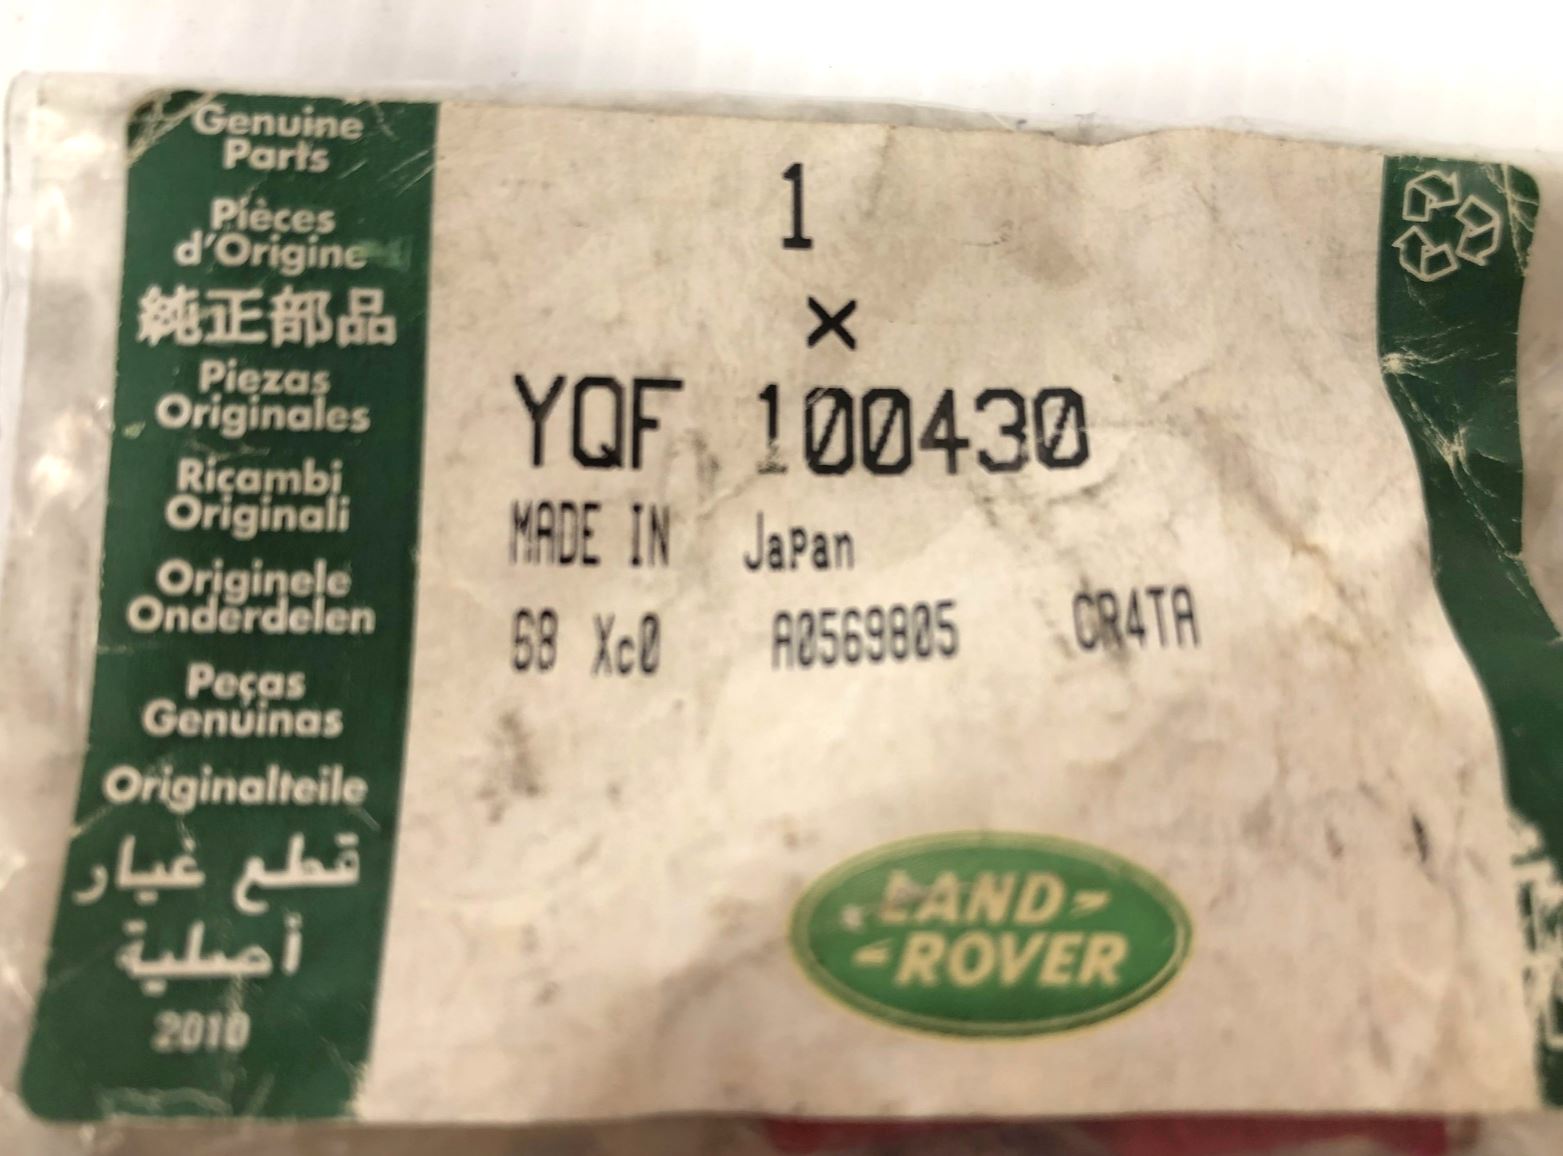 Genuine
Parts
Pièces
d'Origine
純正部品
Piezas
Originales
Ricambi
Originali
Originele
Onderdelen
Peças
Genuinas
Originalteile
قطع غيار
أصلية
2010
1
×
YQF 100430
MADE IN Japan
68 Xc0 A0569805 CR4TA
LAND-
-ROVER